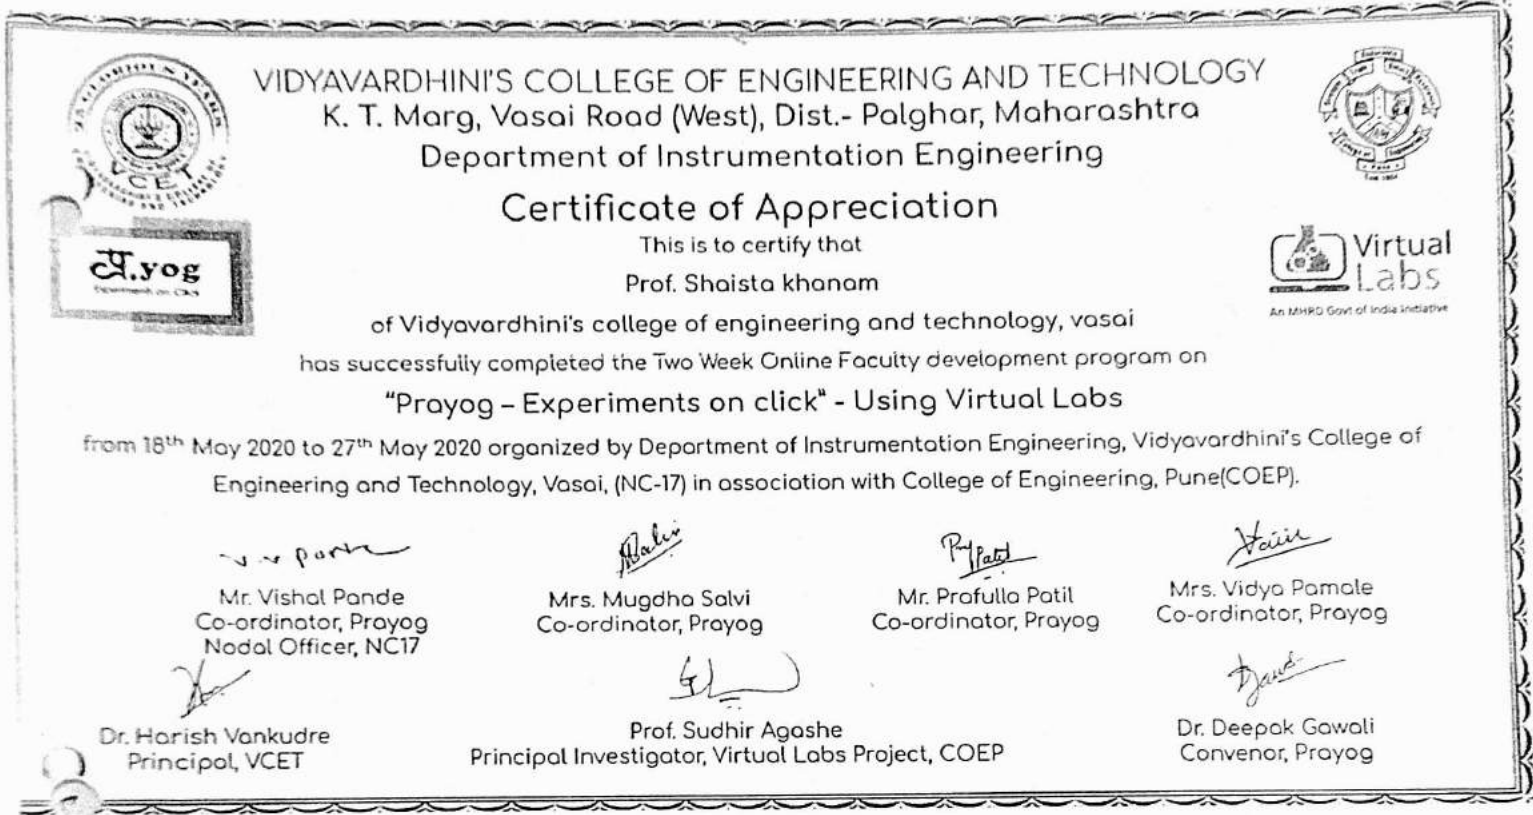 VIDYAVARDHINI'S COLLEGE OF ENGINEERING AND TECHNOLOGY
K. T. Marg, Vasai Road (West), Dist.- Palghar, Maharashtra
Department of Instrumentation Engineering
VCET
Certificate of Appreciation
This is to certify that
प्र.yog
Experiments on Click
Virtual
Labs
An MHRD Govt of India Initiative
Prof. Shaista khanam
of Vidyavardhini's college of engineering and technology, vasai
has successfully completed the Two Week Online Faculty development program on
"Prayog – Experiments on click" - Using Virtual Labs
from 18th May 2020 to 27th May 2020 organized by Department of Instrumentation Engineering, Vidyavardhini's College of
Engineering and Technology, Vasai, (NC-17) in association with College of Engineering, Pune(COEP).
Mr. Vishal Pande
Co-ordinator, Prayog
Nodal Officer, NC17
Mrs. Mugdha Salvi
Co-ordinator, Prayog
Mr. Prafulla Patil
Co-ordinator, Prayog
Mrs. Vidya Pamale
Co-ordinator, Prayog
Dr. Harish Vankudre
Principal, VCET
Prof. Sudhir Agashe
Principal Investigator, Virtual Labs Project, COEP
Dr. Deepak Gawali
Convenor, Prayog